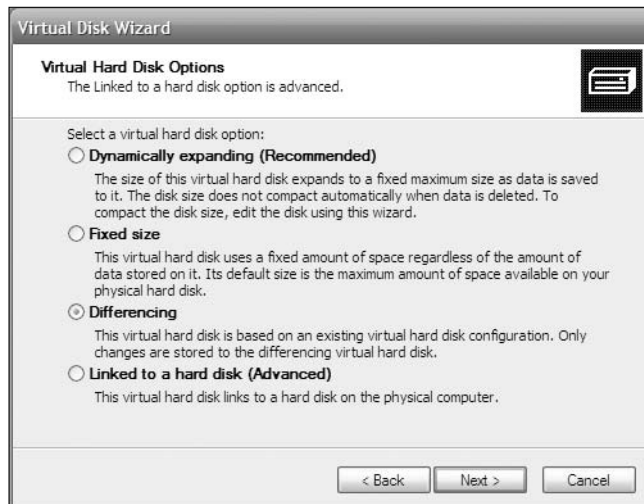 Virtual Disk Wizard
Virtual Hard Disk Options
The Linked to a hard disk option is advanced.
Select a virtual hard disk option:
Dynamically expanding (Recommended)
The size of this virtual hard disk expands to a fixed maximum size as data is saved
to it. The disk size does not compact automatically when data is deleted. To
compact the disk size, edit the disk using this wizard.
Fixed size
This virtual hard disk uses a fixed amount of space regardless of the amount of
data stored on it. Its default size is the maximum amount of space available on your
physical hard disk.
Differencing
This virtual hard disk is based on an existing virtual hard disk configuration. Only
changes are stored to the differencing virtual hard disk.
Linked to a hard disk (Advanced)
This virtual hard disk links to a hard disk on the physical computer.
< Back Next > Cancel